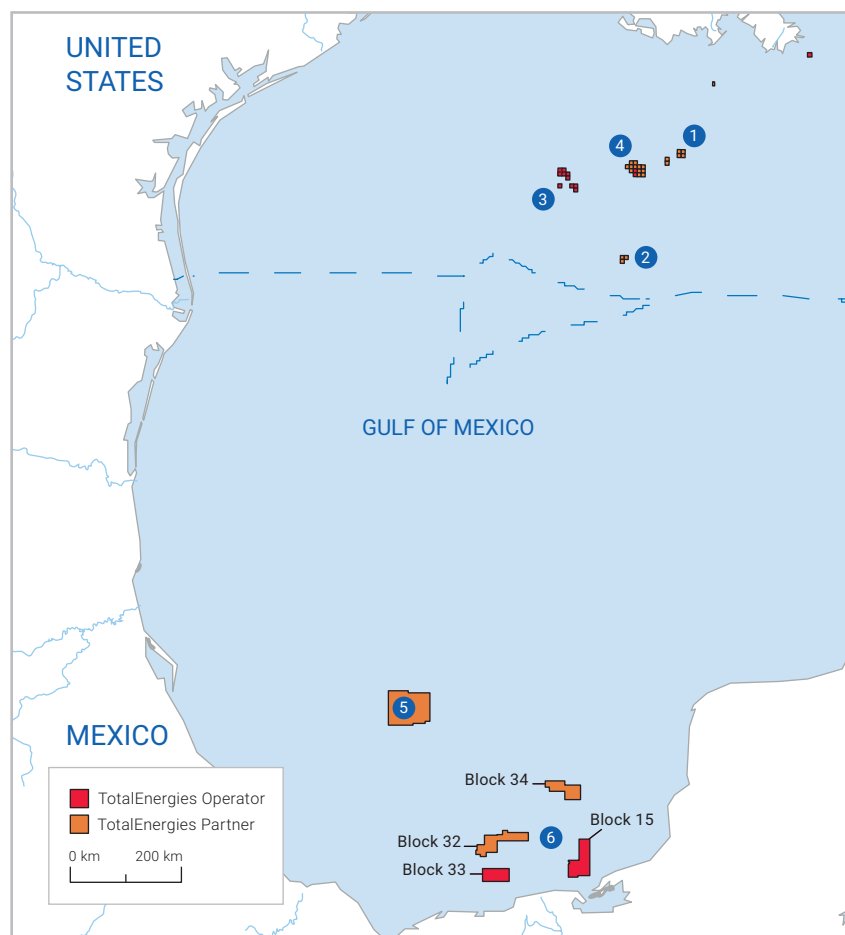 UNITED
STATES
1
4
3
2
GULF OF MEXICO
5
MEXICO
Block 34
TotalEnergies Operator
Block 15
TotalEnergies Partner
6
Block 32
0 km 200 km
Block 33